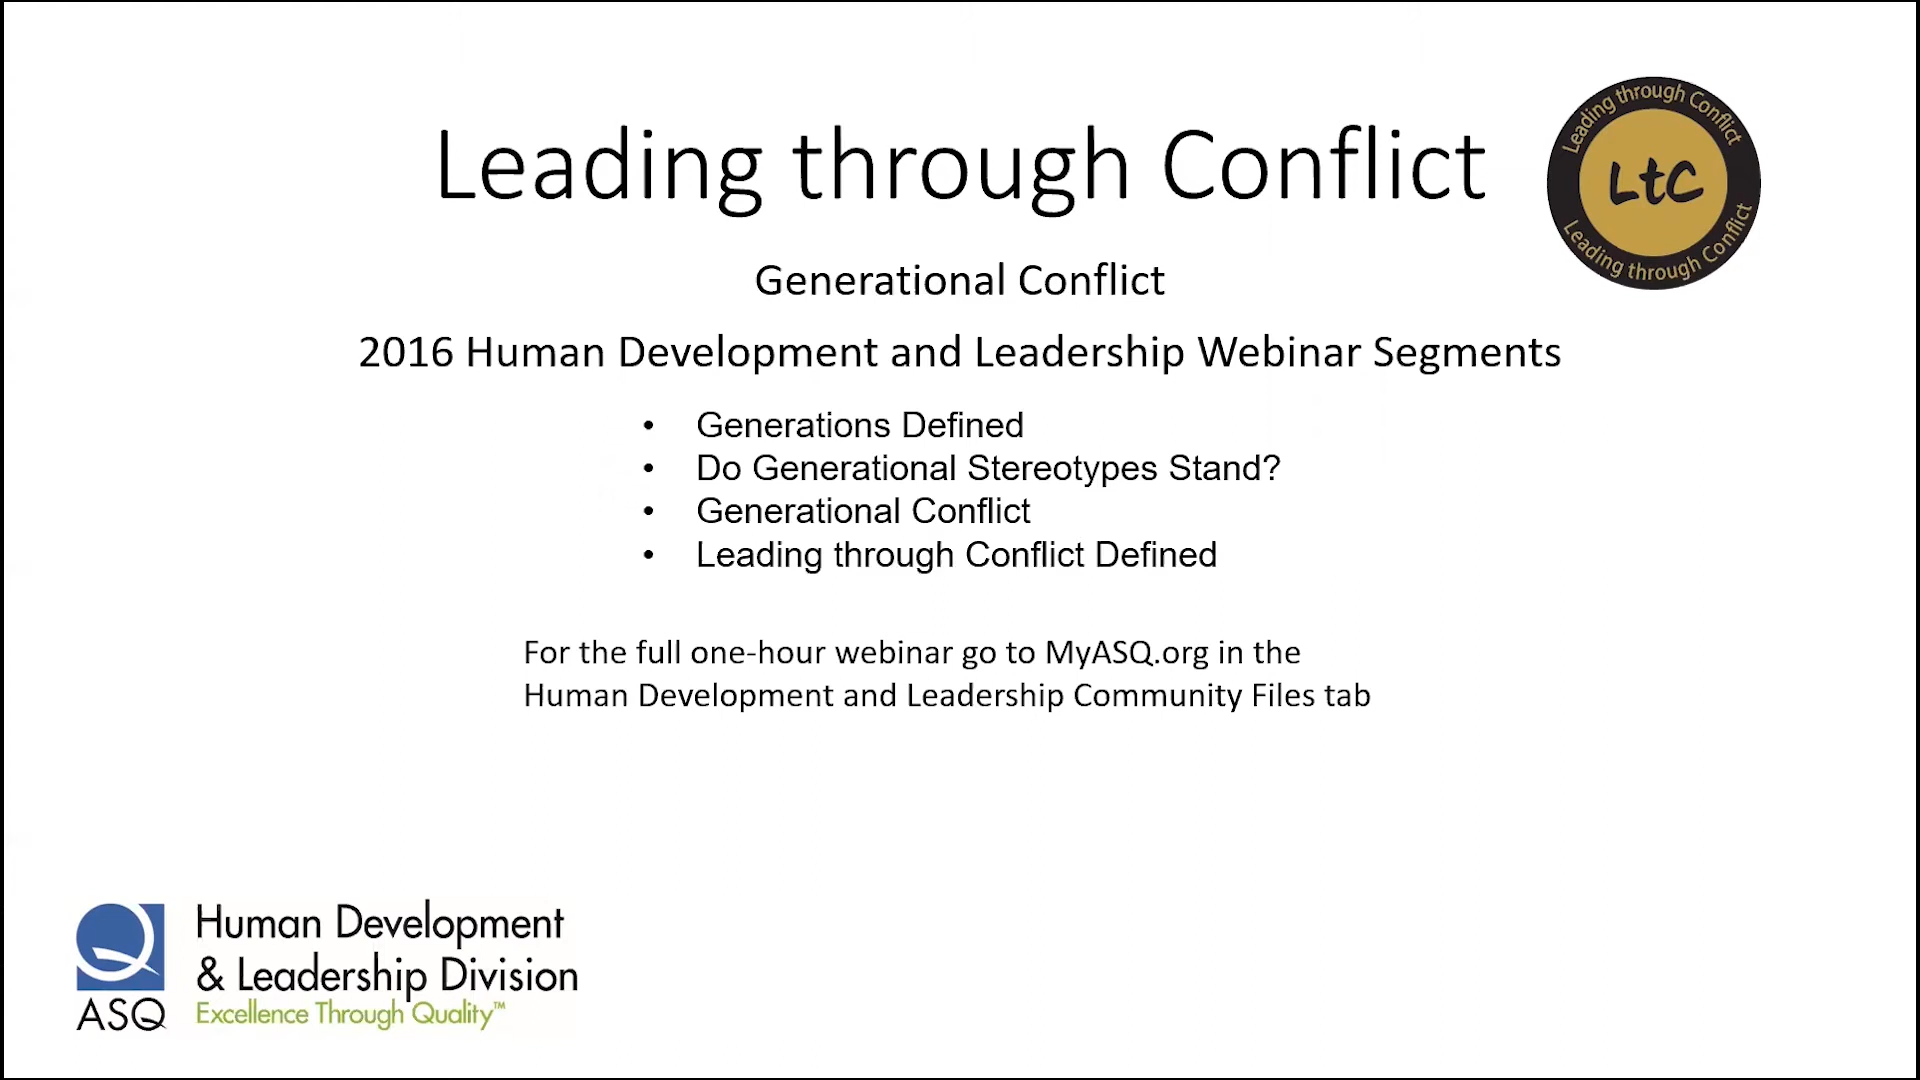 Leading through Conflict
Leading through Conflict
LtC
Leading through Conflict
Generational Conflict
2016 Human Development and Leadership Webinar Segments
• Generations Defined
• Do Generational Stereotypes Stand?
• Generational Conflict
• Leading through Conflict Defined
For the full one-hour webinar go to MyASQ.org in the
Human Development and Leadership Community Files tab
ASQ
Human Development
& Leadership Division
Excellence Through Quality™